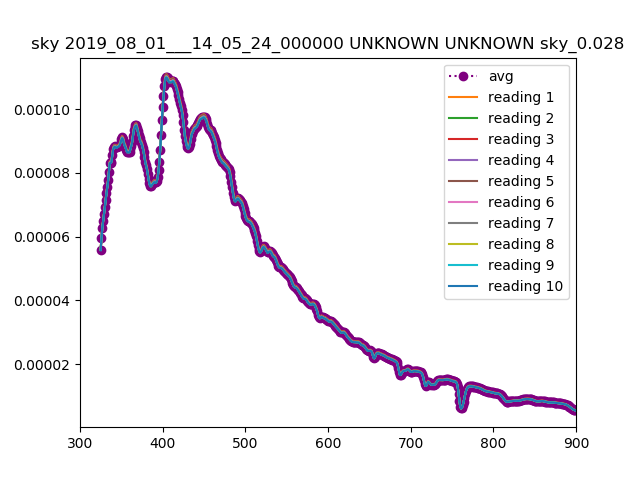 sky 2019_08_01___14_05_24_000000 UNKNOWN UNKNOWN sky_0.028
avg
reading 1
reading 2
reading 3
reading 4
reading 5
reading 6
reading 7
reading 8
reading 9
reading 10
0.00010
0.00008
0.00006
0.00004
0.00002
300 400 500 600 700 800 900